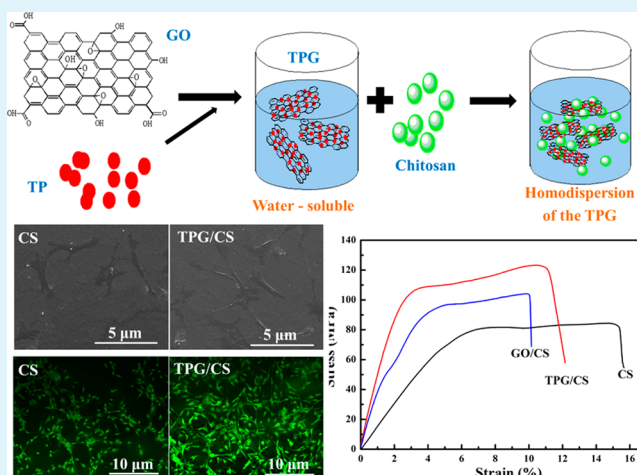 GO
TP
TPG
Water - soluble
Chitosan
Homodispersion
of the TPG
CS
TPG/CS
5 µm
5 µm
CS
TPG/CS
10 µm
10 µm
140
120
100
80
60
40
20
0
GO/CS
TPG/CS
CS
0 2 4 6 8 10 12 14 16
Stress (MPa)
Strain (%)
O
OH
O
OH
O
O
OH
O
OH
O
OH
O
OH